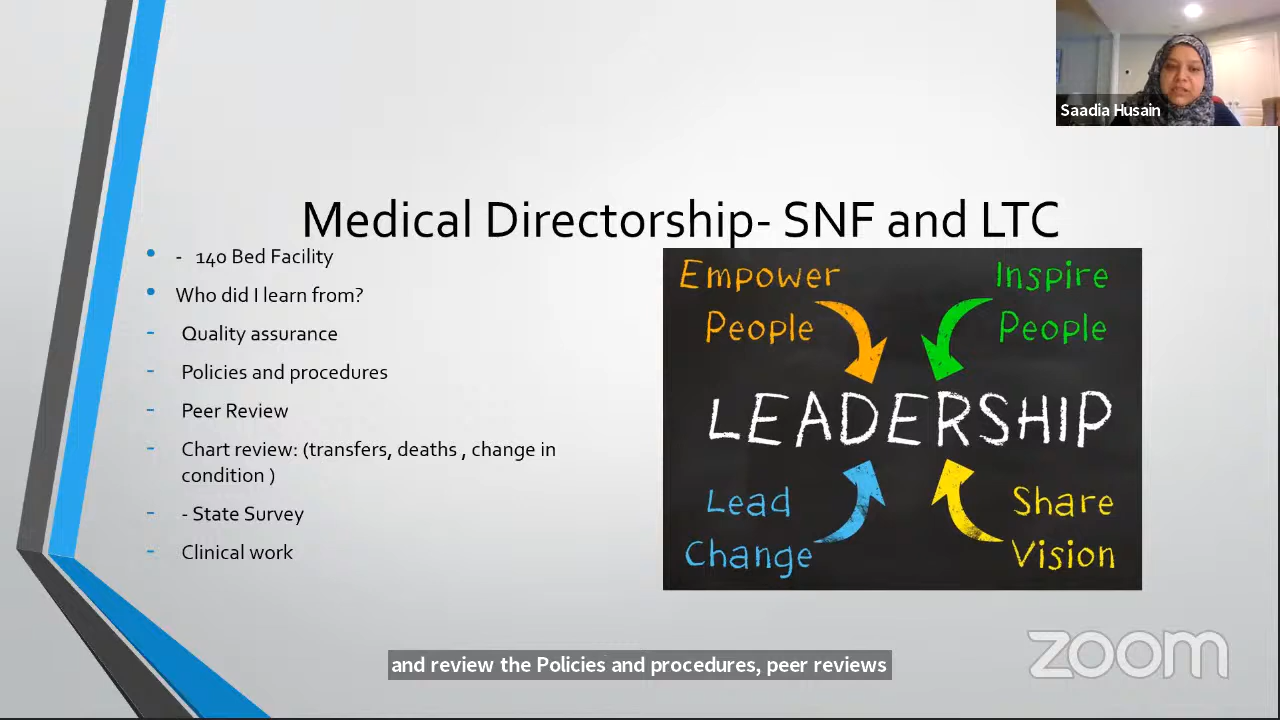 Saadia Husain
Medical Directorship- SNF and LTC
- 140 Bed Facility
Who did I learn from?
- Quality assurance
- Policies and procedures
- Peer Review
- Chart review: (transfers, deaths , change in
condition )
- - State Survey
- Clinical work
Empower
People
Inspire
People
LEADERSHIP
Lead
Change
Share
Vision
and review the Policies and procedures, peer reviews
zoom